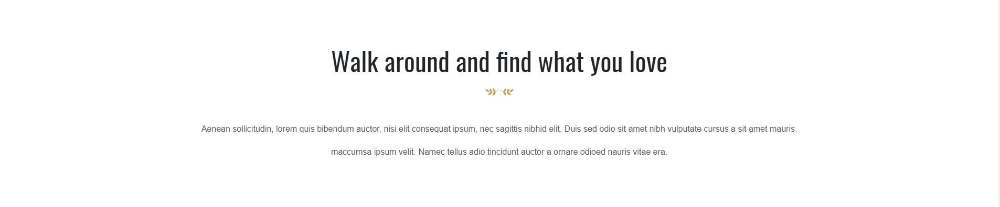 Walk around and find what you love
Aenean sollicitudin, lorem quis bibendum auctor, nisi elit consequat ipsum, nec sagittis nibhid elit. Duis sed odio sit amet nibh vulputate cursus a sit amet mauris.
maccumsa ipsum velit. Namec tellus adio tincidunt auctor a ornare odioed nauris vitae era.